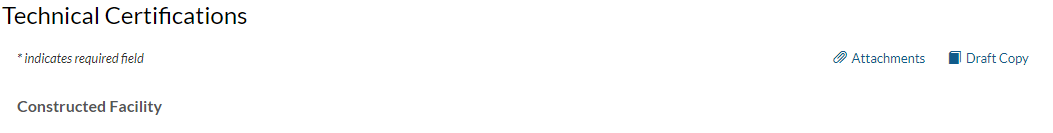 Technical Certifications
* indicates required field
Attachments
Draft Copy
Constructed Facility